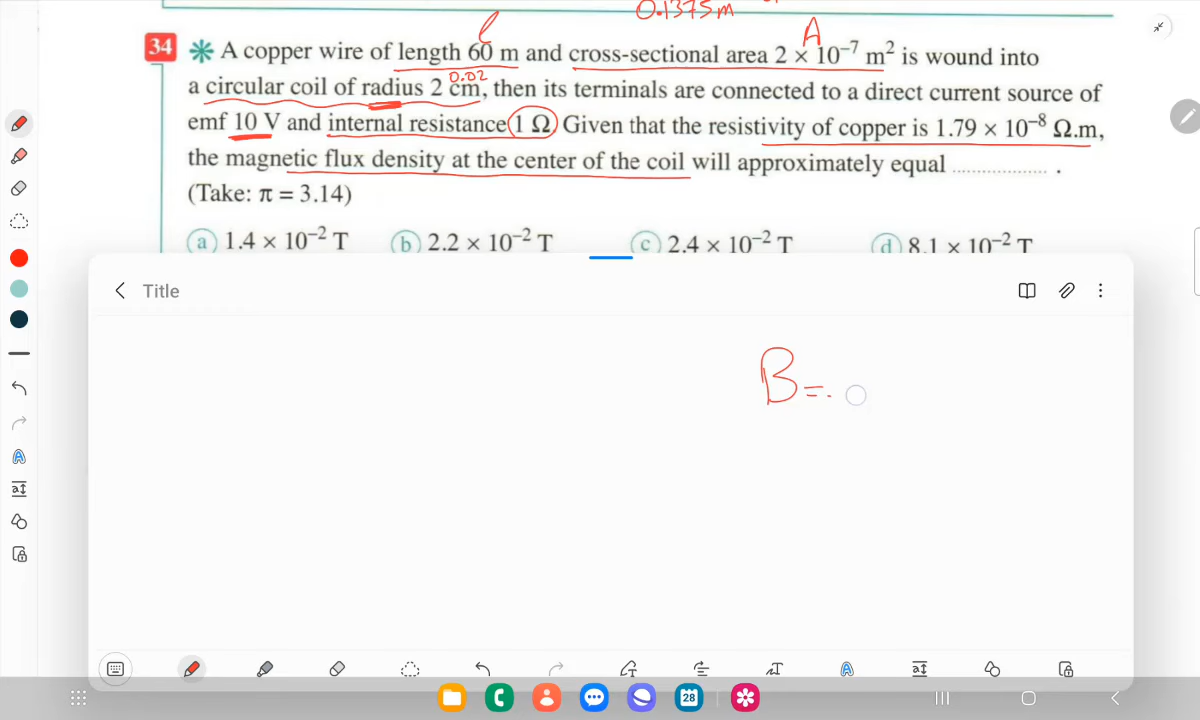 0.1375m
l
A
34 * A copper wire of length 60 m and cross-sectional area 2 × 10⁻⁷ m² is wound into
0.02
a circular coil of radius 2 cm, then its terminals are connected to a direct current source of
emf 10 V and internal resistance 1 Ω. Given that the resistivity of copper is 1.79 × 10⁻⁸ Ω.m,
the magnetic flux density at the center of the coil will approximately equal .................. .
(Take: π = 3.14)
a 1.4 × 10⁻² T b 2.2 × 10⁻² T c 2.4 × 10⁻² T d 8.1 × 10⁻² T
Title
B=.
28